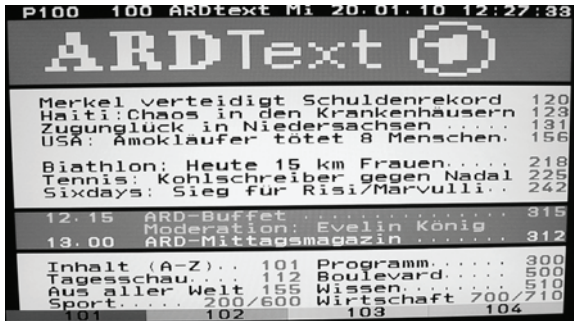 P100 100 ARDtext Mi 20.01.10 12:27:33
ARDText
Merkel verteidigt Schuldenrekord 120
Haiti:Chaos in den Krankenhäusern 123
Zugunglück in Niedersachsen ..... 131
USA: Amokläufer tötet 8 Menschen. 156
Biathlon: Heute 15 km Frauen..... 218
Tennis: Kohlschreiber gegen Nadal 225
Sixdays: Sieg für Risi/Marvulli.. 242
12.15 ARD-Buffet ................ 315
Moderation: Evelin König
13.00 ARD-Mittagsmagazin ....... 312
Inhalt (A-Z).. 101 Programm...... 300
Tagesschau.... 112 Boulevard..... 500
Aus aller Welt 155 Wissen........ 510
Sport..... 200/600 Wirtschaft 700/710
101 102 103 104